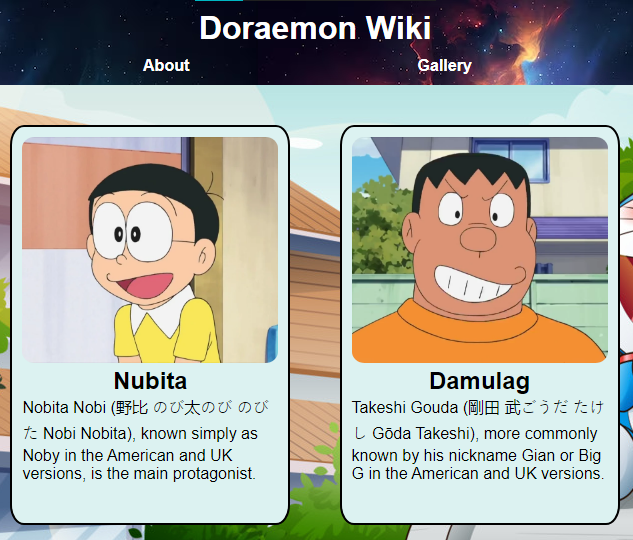 Doraemon Wiki
About
Gallery
Nubita
Nobita Nobi (野比 のび太のび のび
た Nobi Nobita), known simply as
Noby in the American and UK
versions, is the main protagonist.
Damulag
Takeshi Gouda (剛田 武ごうだ たけ
し Gōda Takeshi), more commonly
known by his nickname Gian or Big
G in the American and UK versions.